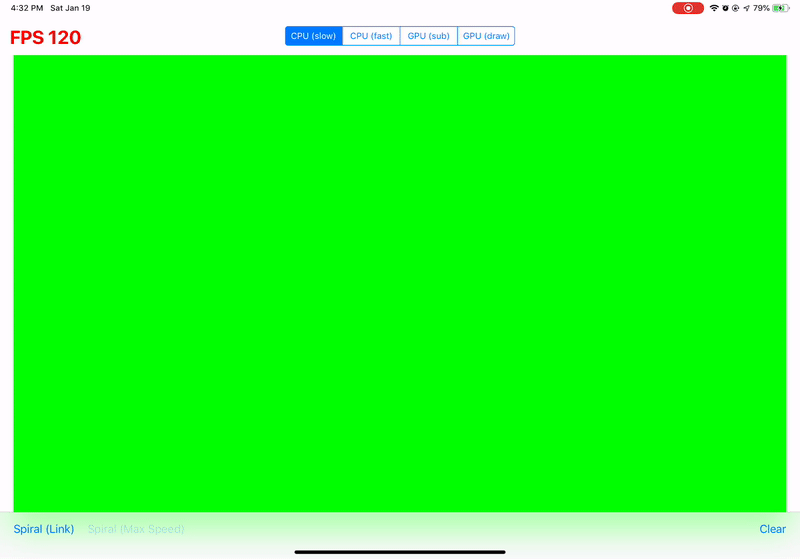 4:32 PM Sat Jan 19
79%
FPS 120
CPU (slow) CPU (fast) GPU (sub) GPU (draw)
Spiral (Link) Spiral (Max Speed) Clear